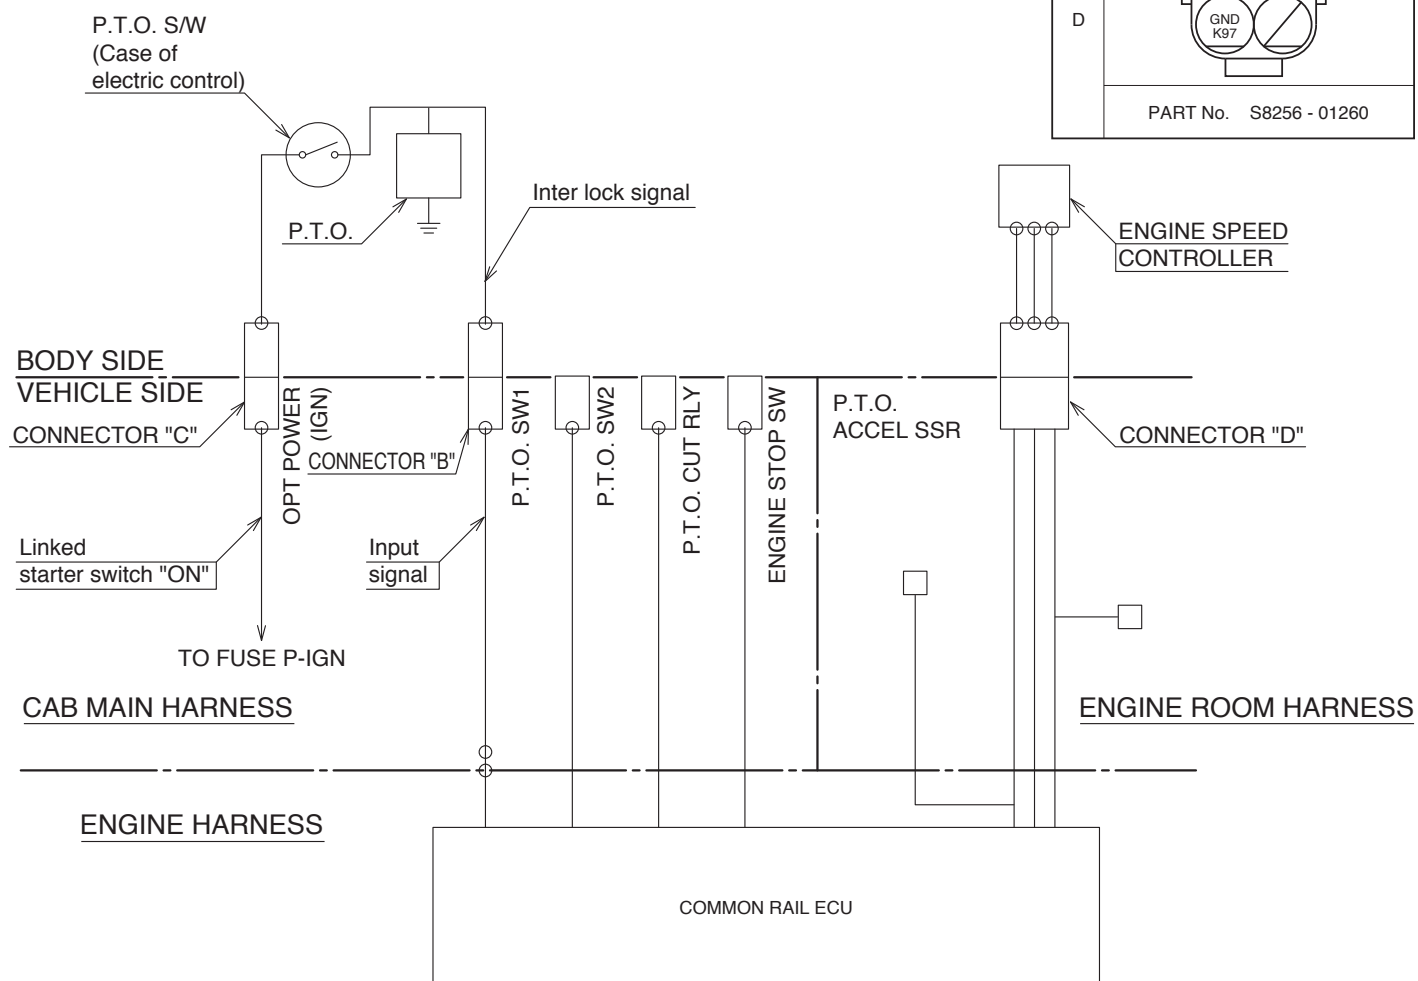 P.T.O. S/W
(Case of
electric control)
D
GND
K97
PART No. S8256 - 01260
P.T.O.
Inter lock signal
ENGINE SPEED
CONTROLLER
BODY SIDE
VEHICLE SIDE
CONNECTOR "C"
OPT POWER
(IGN)
CONNECTOR "B"
P.T.O. SW1
P.T.O. SW2
P.T.O. CUT RLY
ENGINE STOP SW
P.T.O.
ACCEL SSR
CONNECTOR "D"
Linked
starter switch "ON"
Input
signal
TO FUSE P-IGN
CAB MAIN HARNESS
ENGINE ROOM HARNESS
ENGINE HARNESS
COMMON RAIL ECU